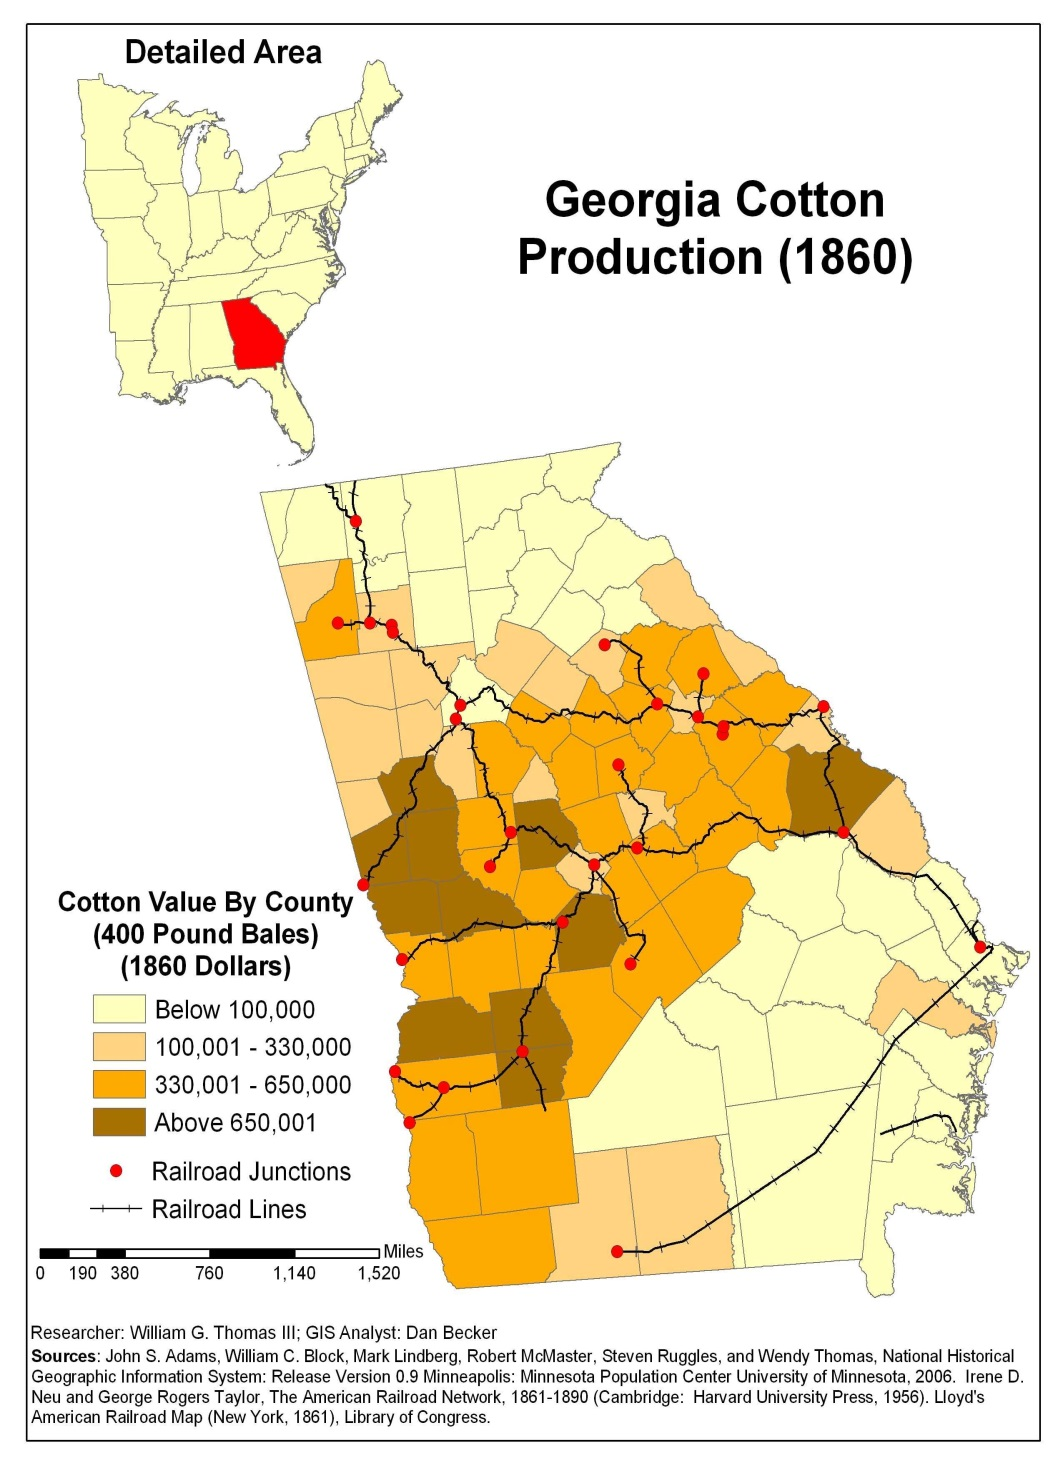 Detailed Area
Georgia Cotton
Production (1860)
Cotton Value By County
(400 Pound Bales)
(1860 Dollars)
Below 100,000
100,001 - 330,000
330,001 - 650,000
Above 650,001
Railroad Junctions
Railroad Lines
Miles
0 190 380 760 1,140 1,520
Researcher: William G. Thomas III; GIS Analyst: Dan Becker
Sources: John S. Adams, William C. Block, Mark Lindberg, Robert McMaster, Steven Ruggles, and Wendy Thomas, National Historical
Geographic Information System: Release Version 0.9 Minneapolis: Minnesota Population Center University of Minnesota, 2006. Irene D.
Neu and George Rogers Taylor, The American Railroad Network, 1861-1890 (Cambridge: Harvard University Press, 1956). Lloyd's
American Railroad Map (New York, 1861), Library of Congress.